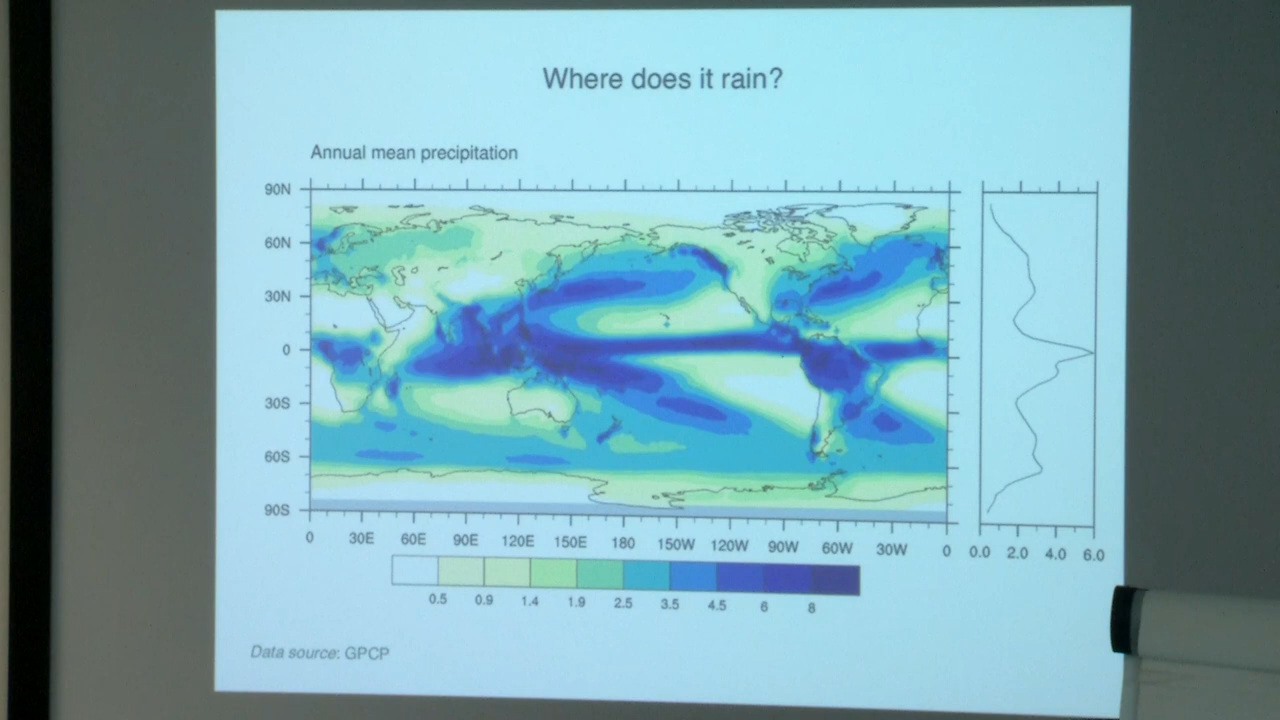 Where does it rain?
Annual mean precipitation
90N
60N
30N
0
30S
60S
90S
0 30E 60E 90E 120E 150E 180 150W 120W 90W 60W 30W 0
0.0 2.0 4.0 6.0
0.5 0.9 1.4 1.9 2.5 3.5 4.5 6 8
Data source: GPCP